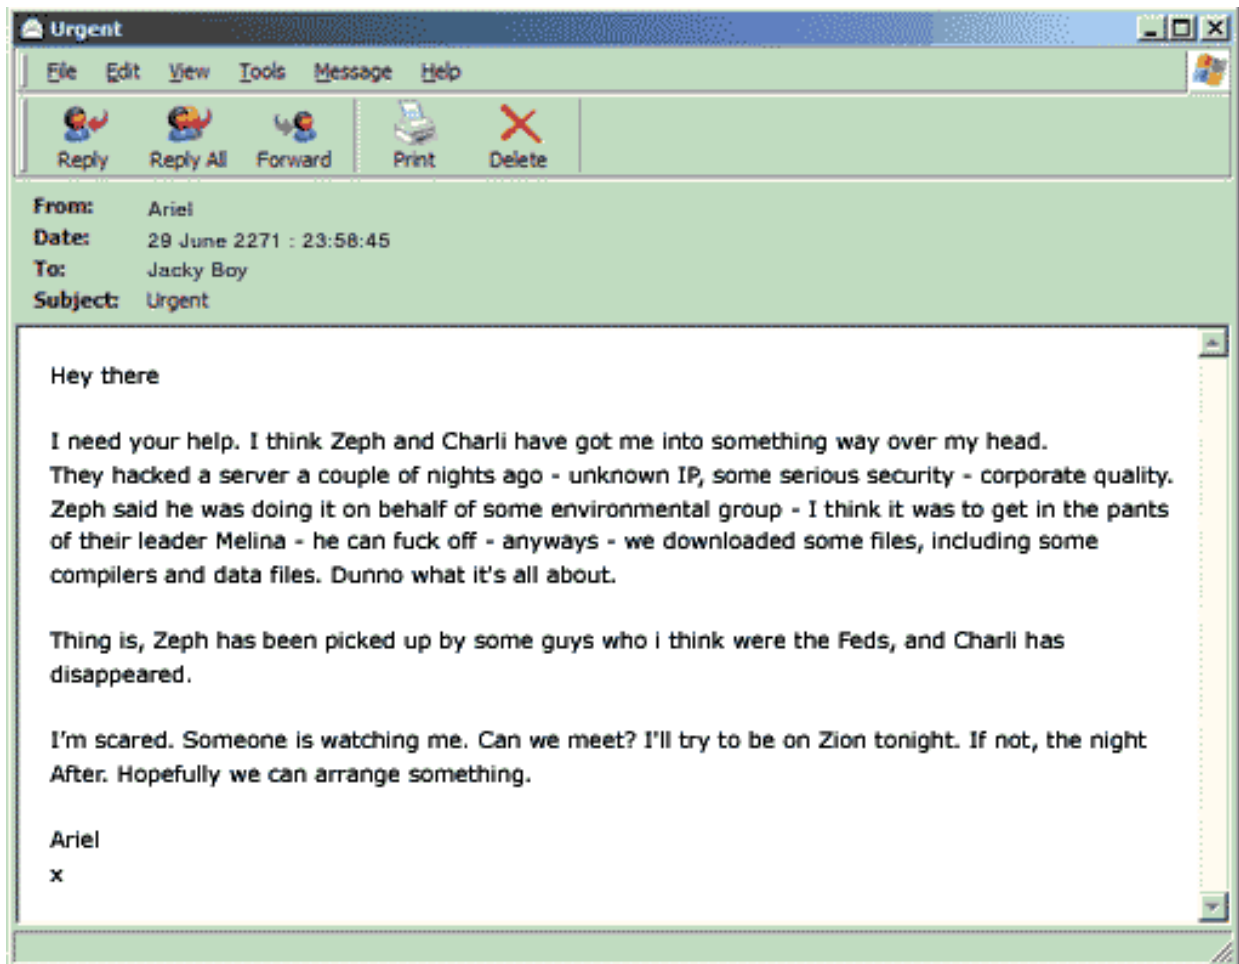 Urgent
File Edit View Tools Message Help
Reply Reply All Forward Print Delete
From: Ariel
Date: 29 June 2271 : 23:58:45
To: Jacky Boy
Subject: Urgent
Hey there
I need your help. I think Zeph and Charli have got me into something way over my head.
They hacked a server a couple of nights ago - unknown IP, some serious security - corporate quality.
Zeph said he was doing it on behalf of some environmental group - I think it was to get in the pants
of their leader Melina - he can fuck off - anyways - we downloaded some files, including some
compilers and data files. Dunno what it's all about.
Thing is, Zeph has been picked up by some guys who i think were the Feds, and Charli has
disappeared.
I'm scared. Someone is watching me. Can we meet? I'll try to be on Zion tonight. If not, the night
After. Hopefully we can arrange something.
Ariel
x